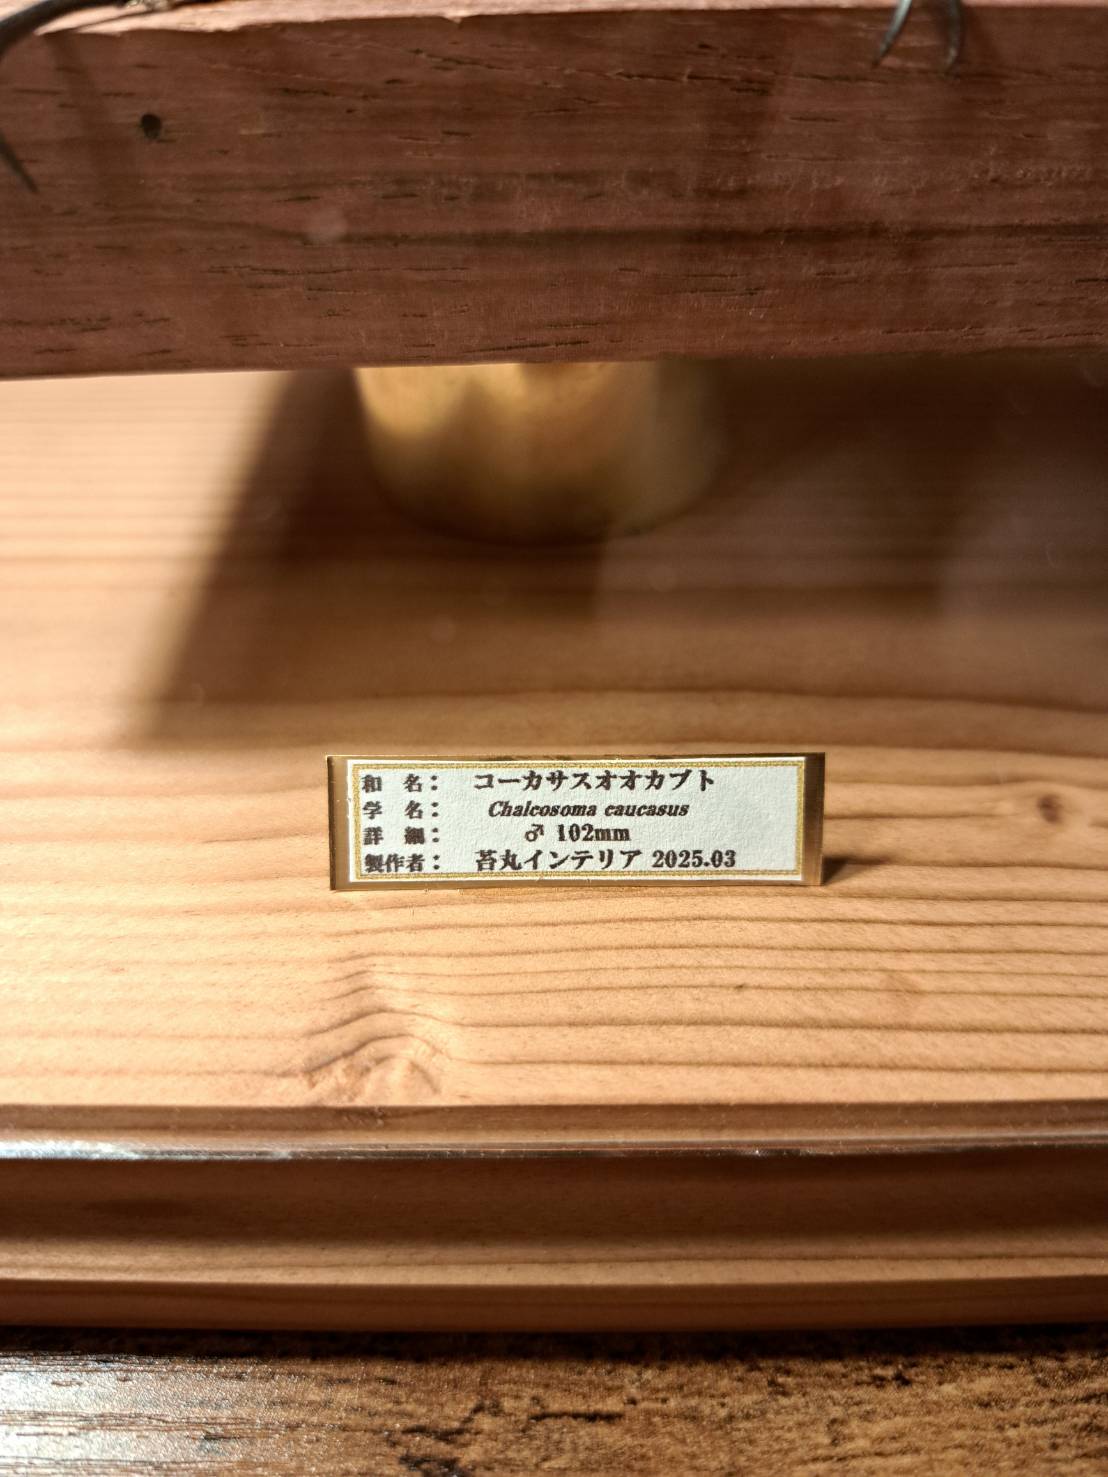 和 名： コーカサスオオカブト
学 名： Chalcosoma caucasus
詳 細： ♂ 102mm
製作者： 苔丸インテリア 2025.03